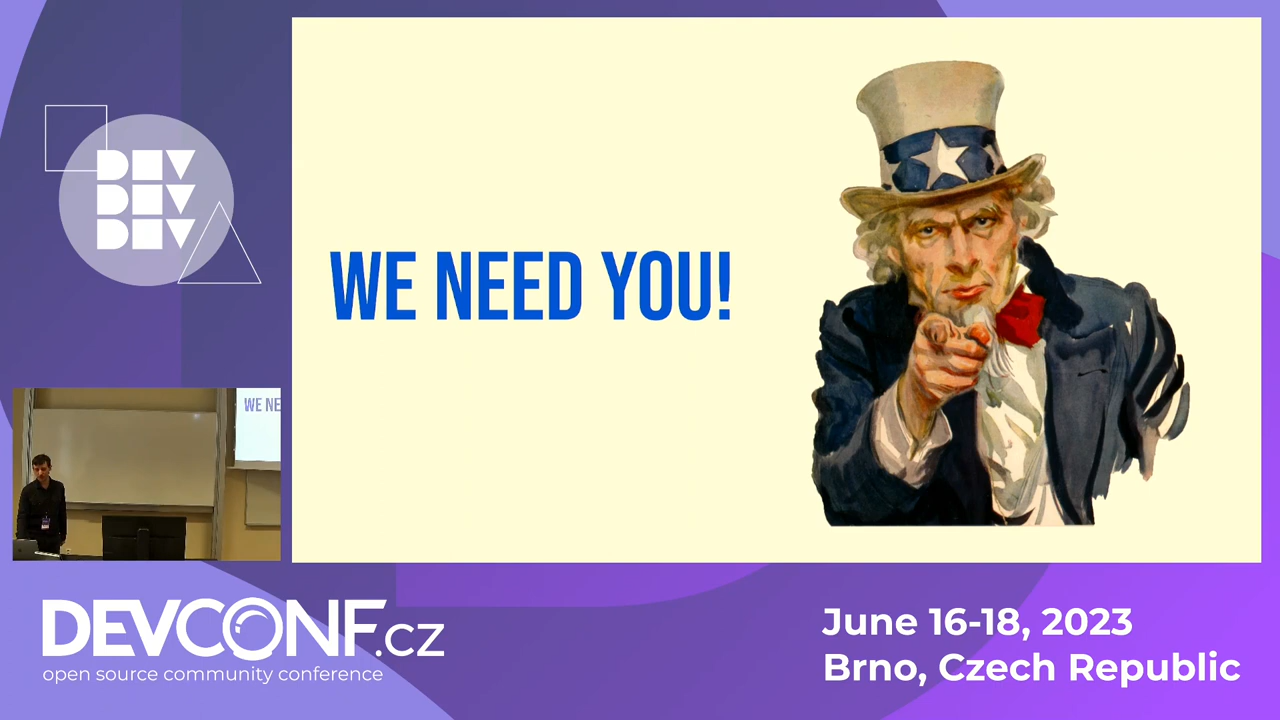 DEV
DEV
DEV
WE NEED YOU!
WE NE
DEVCONF.cz
open source community conference
June 16-18, 2023
Brno, Czech Republic